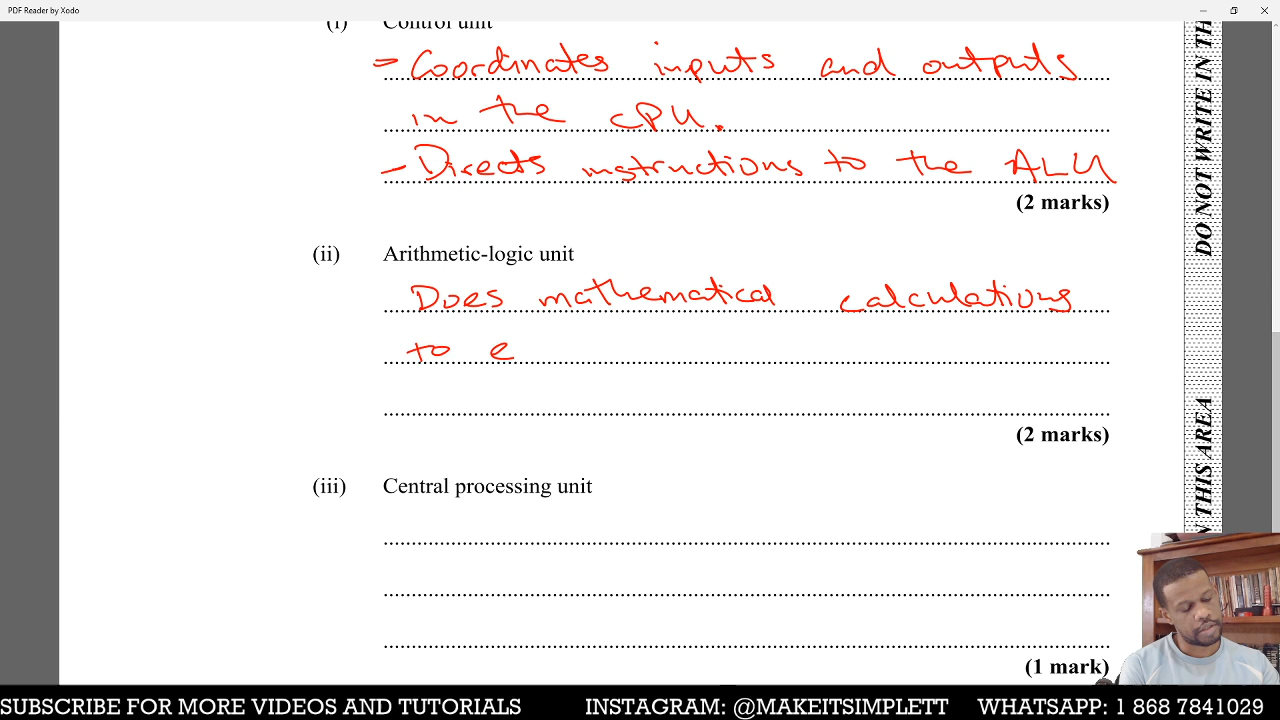 PDF Reader by Xodo
(i) Control unit
= Coordinates inputs and outputs
in the CPU.
- Directs instructions to the ALU
(2 marks)
(ii) Arithmetic-logic unit
Does mathematical calculations
to e
(2 marks)
(iii) Central processing unit
(1 mark)
DO NOT WRITE IN TH
N THIS AREA
SUBSCRIBE FOR MORE VIDEOS AND TUTORIALS INSTAGRAM: @MAKEITSIMPLETT WHATSAPP: 1 868 7841029